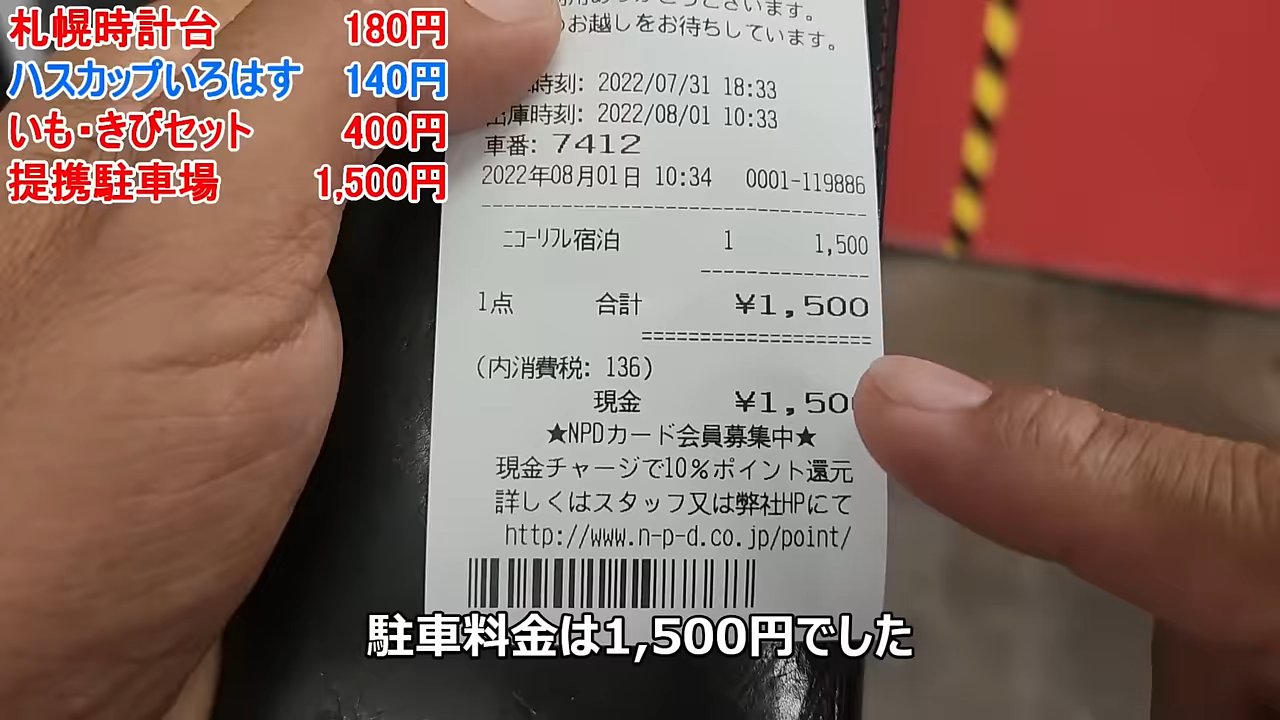 札幌時計台 180円
ハスカップいろはす 140円
いも・きびセット 400円
提携駐車場 1,500円
お越しをお待ちしています。
時刻: 2022/07/31 18:33
出庫時刻: 2022/08/01 10:33
車番: 7412
2022年08月01日 10:34 0001-119886
ﾆｺｰﾘﾌﾚ宿泊 1 1,500
1点 合計 ¥1,500
(内消費税: 136)
現金 ¥1,50
★NPDカード会員募集中★
現金チャージで10%ポイント還元
詳しくはスタッフ又は弊社HPにて
http://www.n-p-d.co.jp/point/
駐車料金は1,500円でした